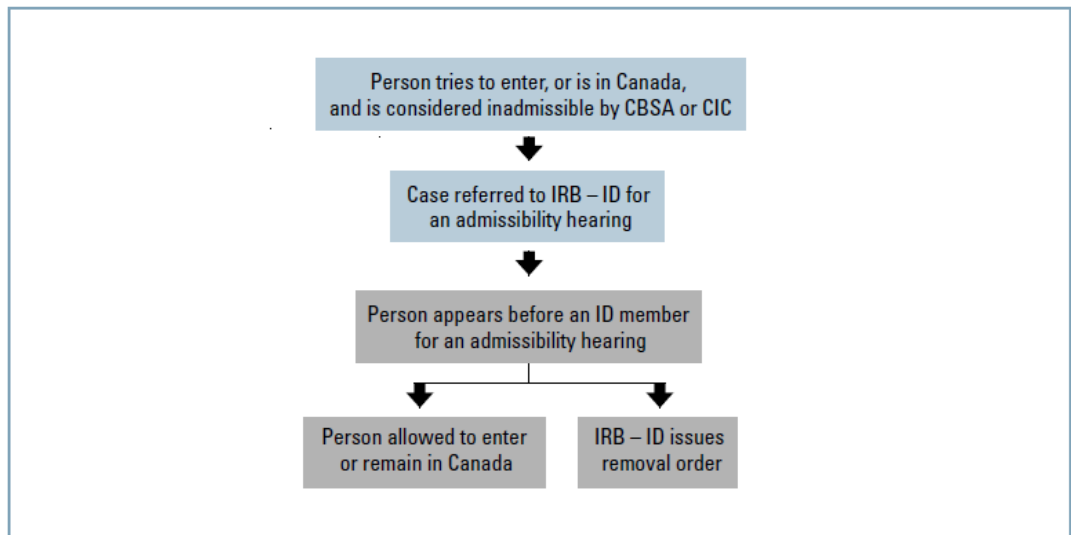 Person tries to enter, or is in Canada,
and is considered inadmissible by CBSA or CIC
Case referred to IRB – ID for
an admissibility hearing
Person appears before an ID member
for an admissibility hearing
Person allowed to enter
or remain in Canada
IRB – ID issues
removal order